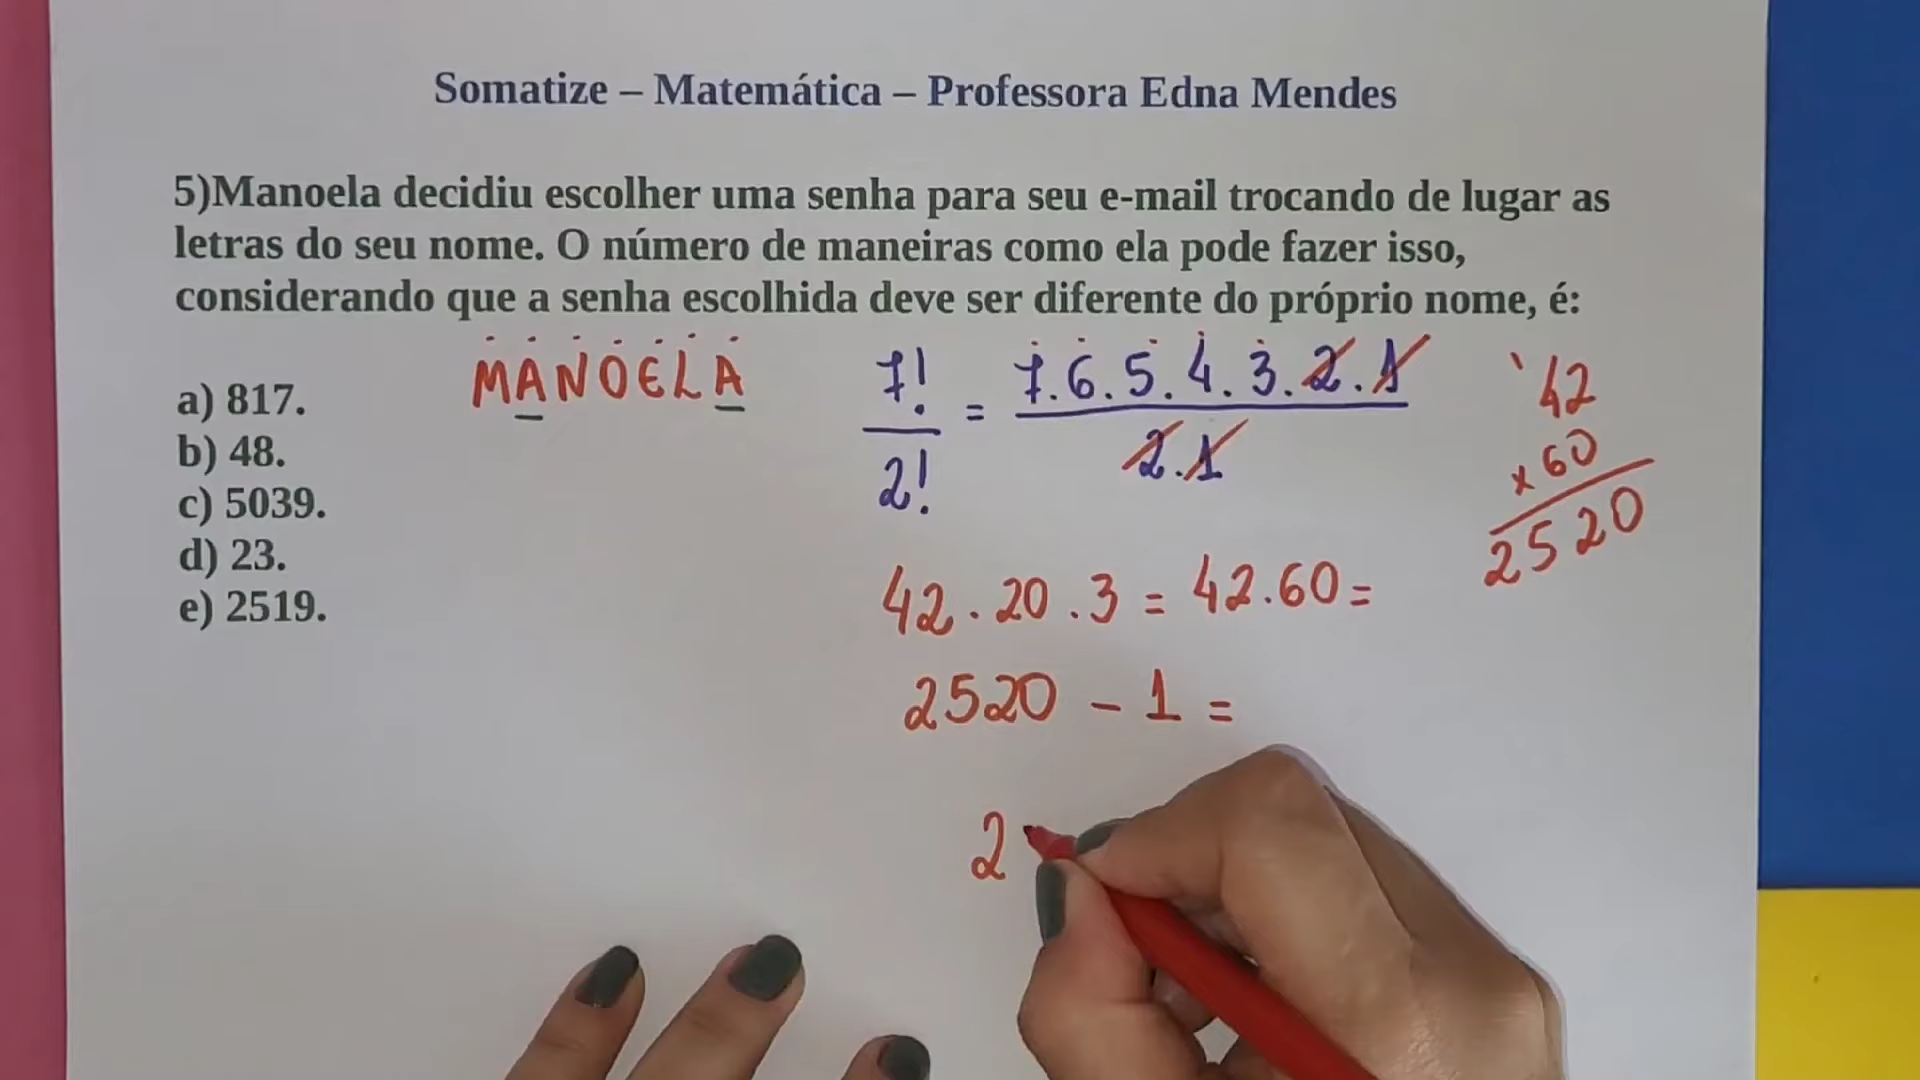 Somatize – Matemática – Professora Edna Mendes
5)Manoela decidiu escolher uma senha para seu e-mail trocando de lugar as
letras do seu nome. O número de maneiras como ela pode fazer isso,
considerando que a senha escolhida deve ser diferente do próprio nome, é:
a) 817.
b) 48.
c) 5039.
d) 23.
e) 2519.
MANOELA
7!
2!
=
7.6.5.4.3.2.1
2.1
42.20.3 = 42.60 =
2520 - 1 =
2
42
x 60
2520